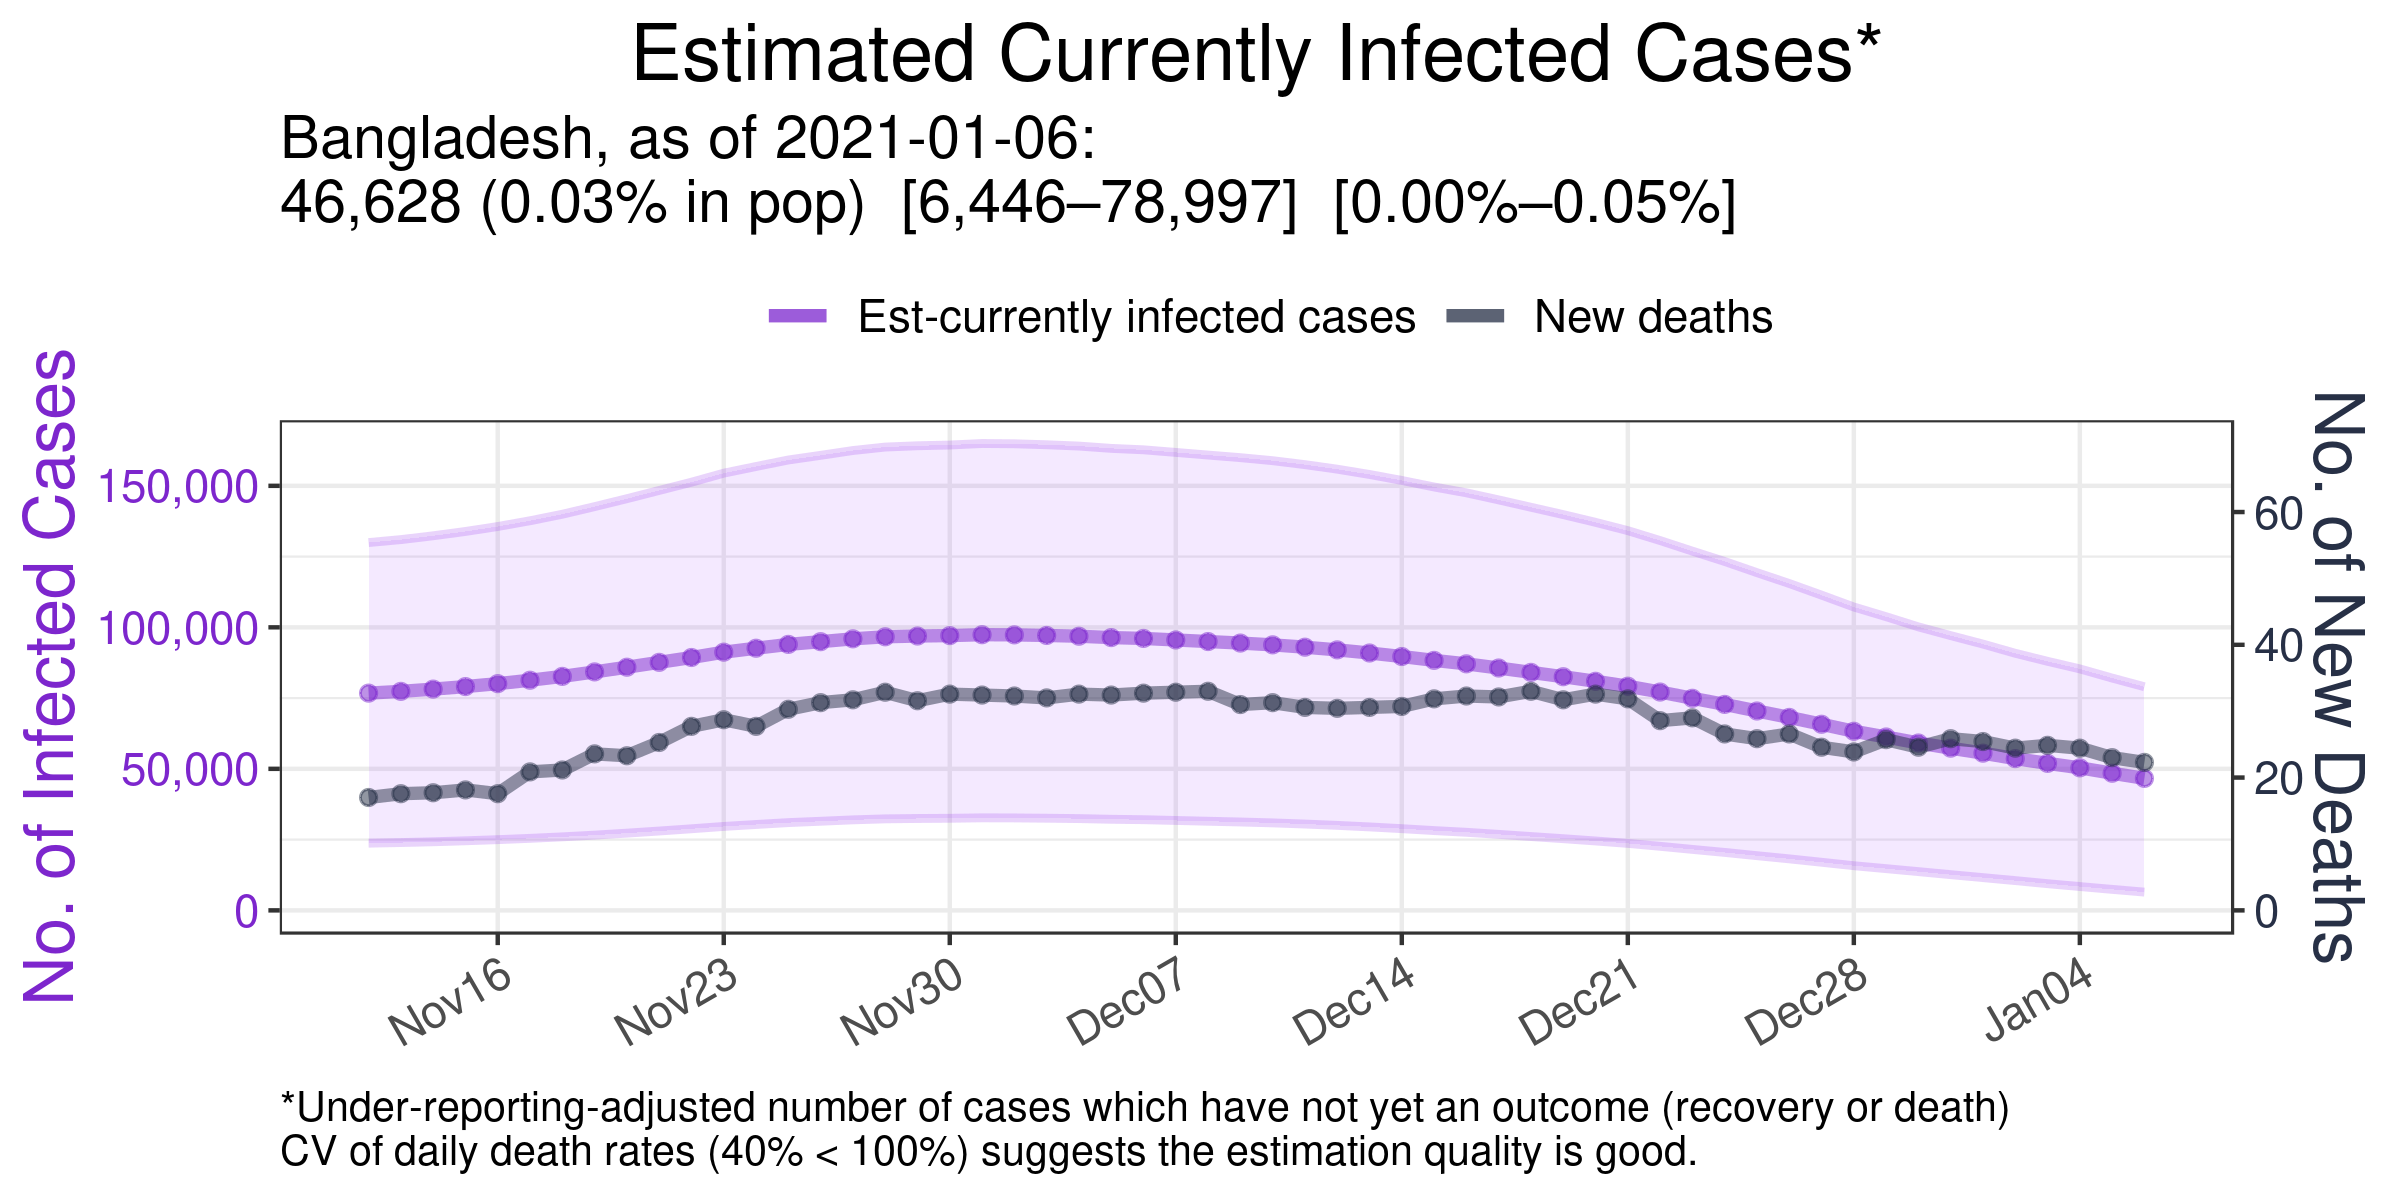 Estimated Currently Infected Cases*
Bangladesh, as of 2021-01-06:
46,628 (0.03% in pop)  [6,446–78,997]  [0.00%–0.05%]
Est-currently infected cases
New deaths
No. of Infected Cases
150,000
100,000
50,000
0
No. of New Deaths
60
40
20
0
Nov16
Nov23
Nov30
Dec07
Dec14
Dec21
Dec28
Jan04
*Under-reporting-adjusted number of cases which have not yet an outcome (recovery or death)
CV of daily death rates (40% < 100%) suggests the estimation quality is good.